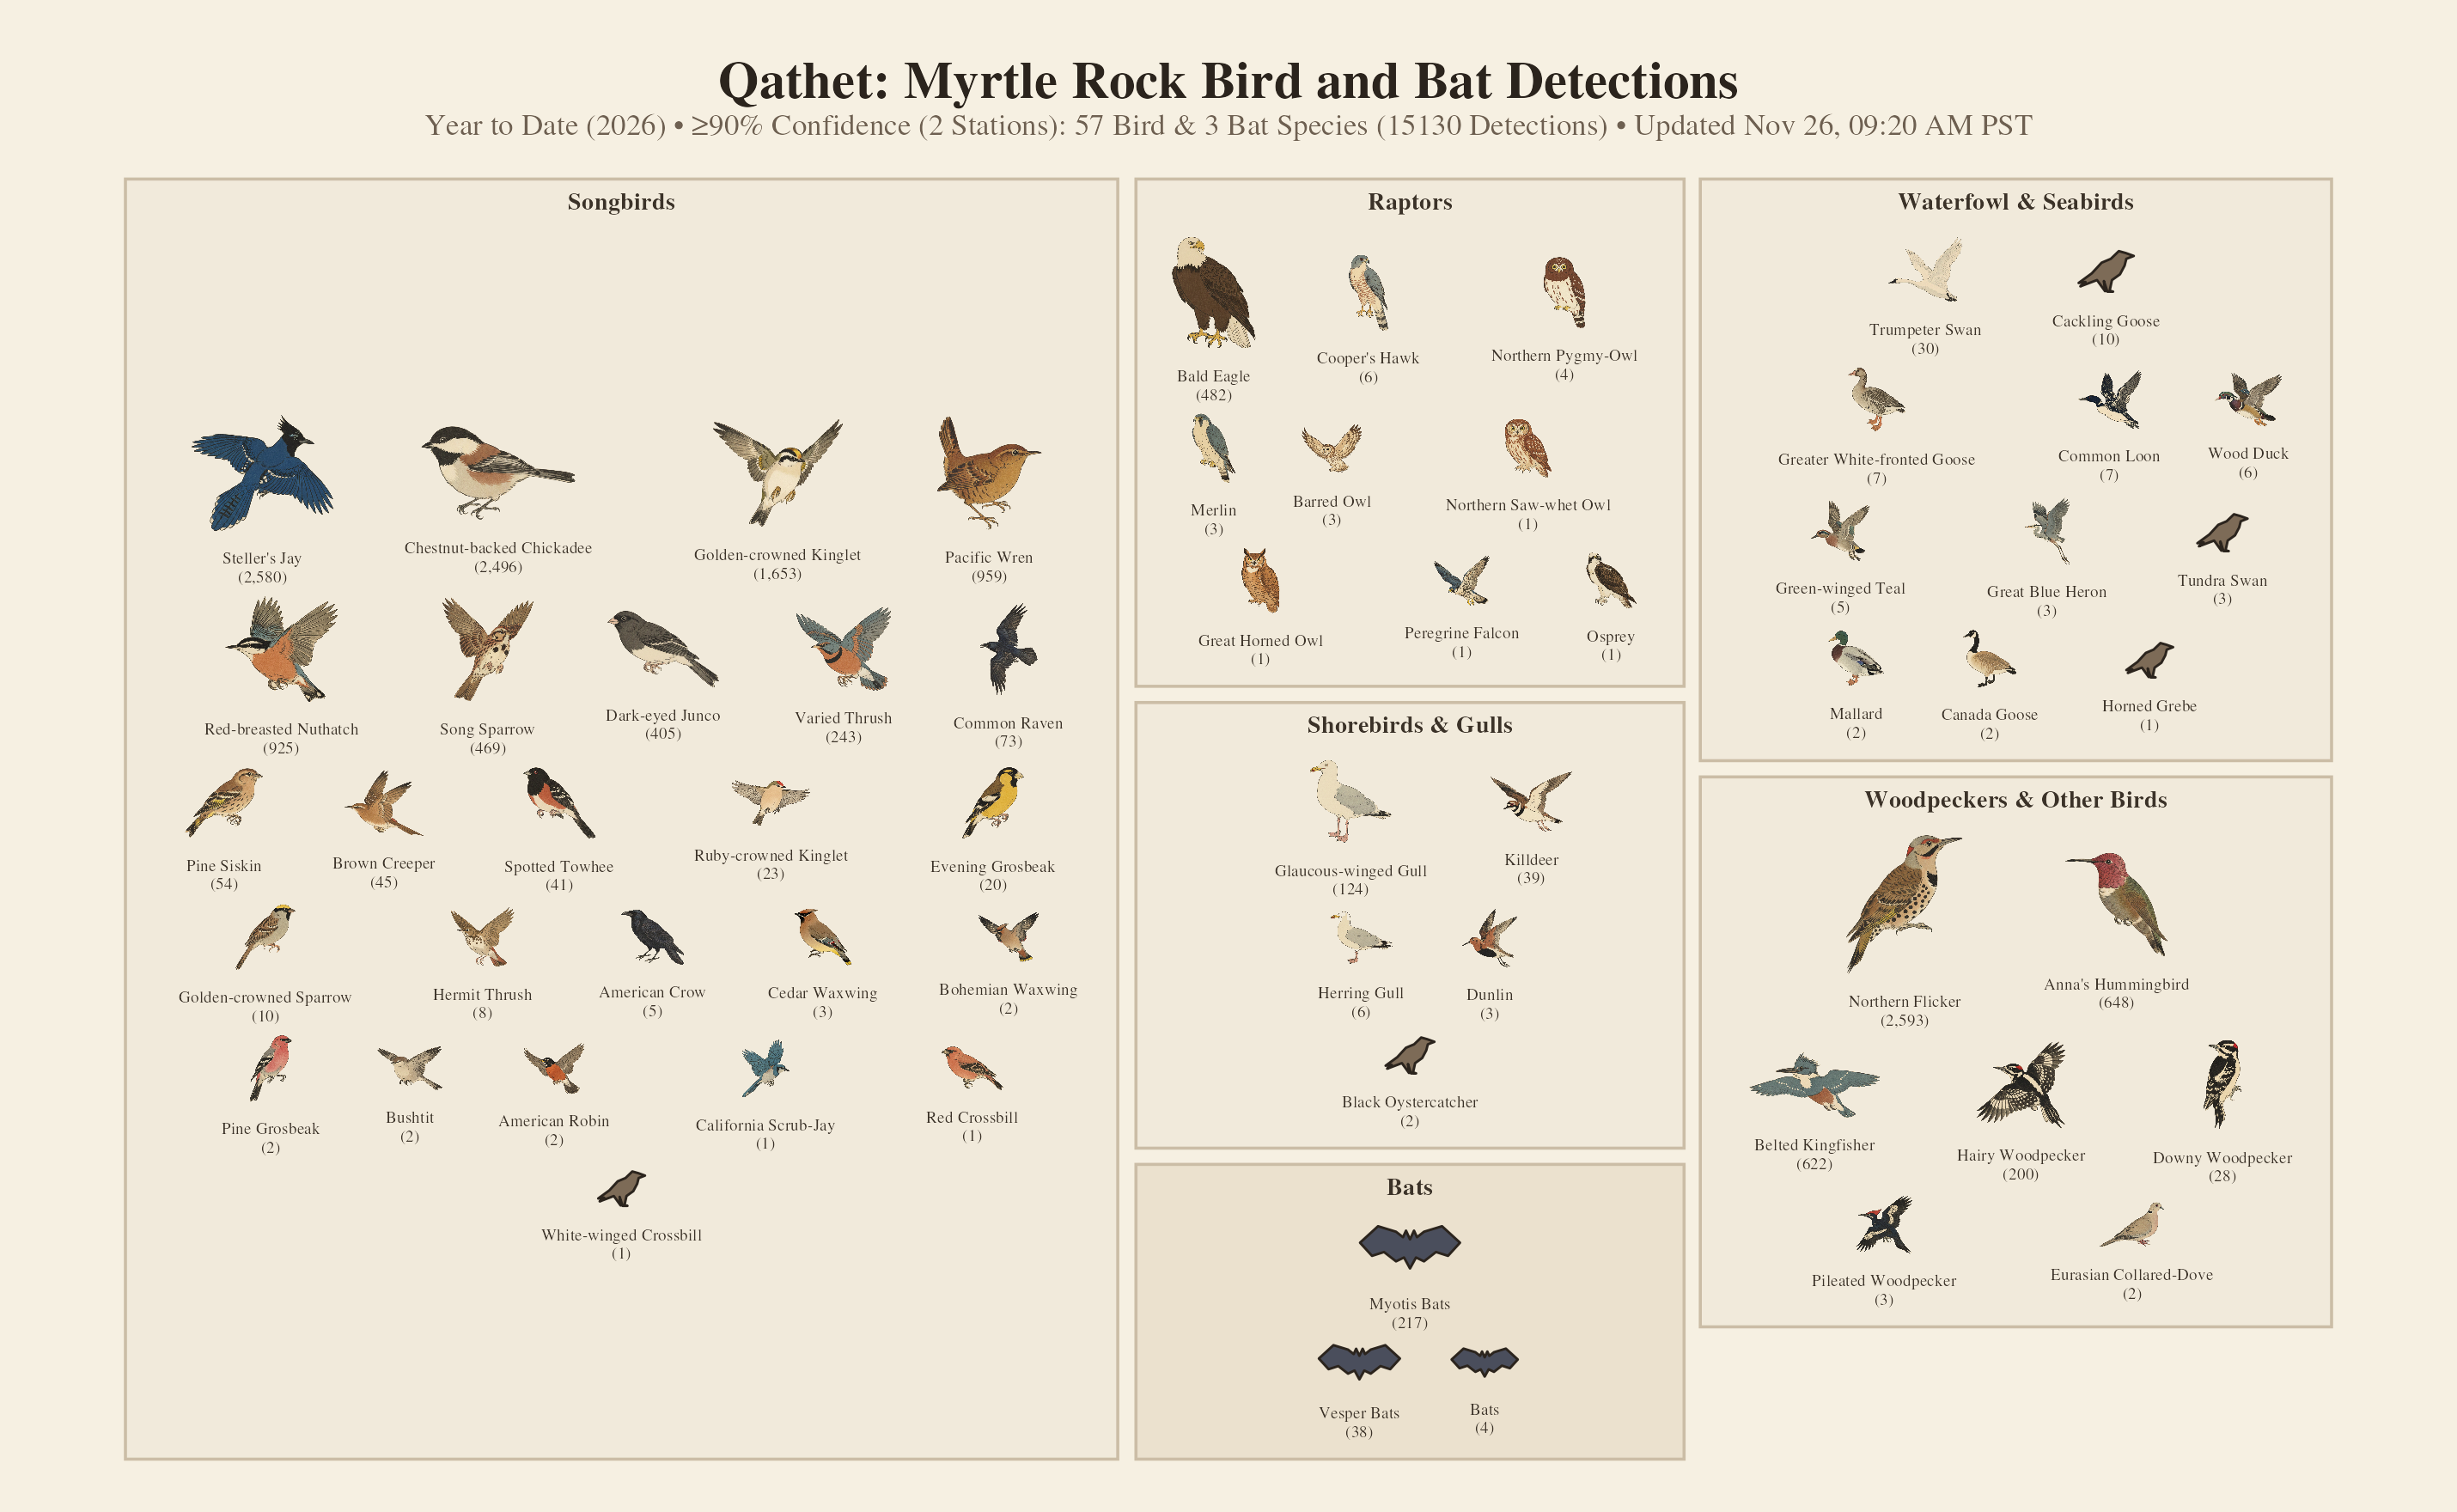 Qathet: Myrtle Rock Bird and Bat Detections
Year to Date (2026) • ≥90% Confidence (2 Stations): 57 Bird & 3 Bat Species (15130 Detections) • Updated Nov 26, 09:20 AM PST
Songbirds
Steller's Jay
(2,580)
Chestnut-backed Chickadee
(2,496)
Golden-crowned Kinglet
(1,653)
Pacific Wren
(959)
Red-breasted Nuthatch
(925)
Song Sparrow
(469)
Dark-eyed Junco
(405)
Varied Thrush
(243)
Common Raven
(73)
Pine Siskin
(54)
Brown Creeper
(45)
Spotted Towhee
(41)
Ruby-crowned Kinglet
(23)
Evening Grosbeak
(20)
Golden-crowned Sparrow
(10)
Hermit Thrush
(8)
American Crow
(5)
Cedar Waxwing
(3)
Bohemian Waxwing
(2)
Pine Grosbeak
(2)
Bushtit
(2)
American Robin
(2)
California Scrub-Jay
(1)
Red Crossbill
(1)
White-winged Crossbill
(1)
Raptors
Bald Eagle
(482)
Cooper's Hawk
(6)
Northern Pygmy-Owl
(4)
Merlin
(3)
Barred Owl
(3)
Northern Saw-whet Owl
(1)
Great Horned Owl
(1)
Peregrine Falcon
(1)
Osprey
(1)
Shorebirds & Gulls
Glaucous-winged Gull
(124)
Killdeer
(39)
Herring Gull
(6)
Dunlin
(3)
Black Oystercatcher
(2)
Bats
Myotis Bats
(217)
Vesper Bats
(38)
Bats
(4)
Waterfowl & Seabirds
Trumpeter Swan
(30)
Cackling Goose
(10)
Greater White-fronted Goose
(7)
Common Loon
(7)
Wood Duck
(6)
Green-winged Teal
(5)
Great Blue Heron
(3)
Tundra Swan
(3)
Mallard
(2)
Canada Goose
(2)
Horned Grebe
(1)
Woodpeckers & Other Birds
Northern Flicker
(2,593)
Anna's Hummingbird
(648)
Belted Kingfisher
(622)
Hairy Woodpecker
(200)
Downy Woodpecker
(28)
Pileated Woodpecker
(3)
Eurasian Collared-Dove
(2)